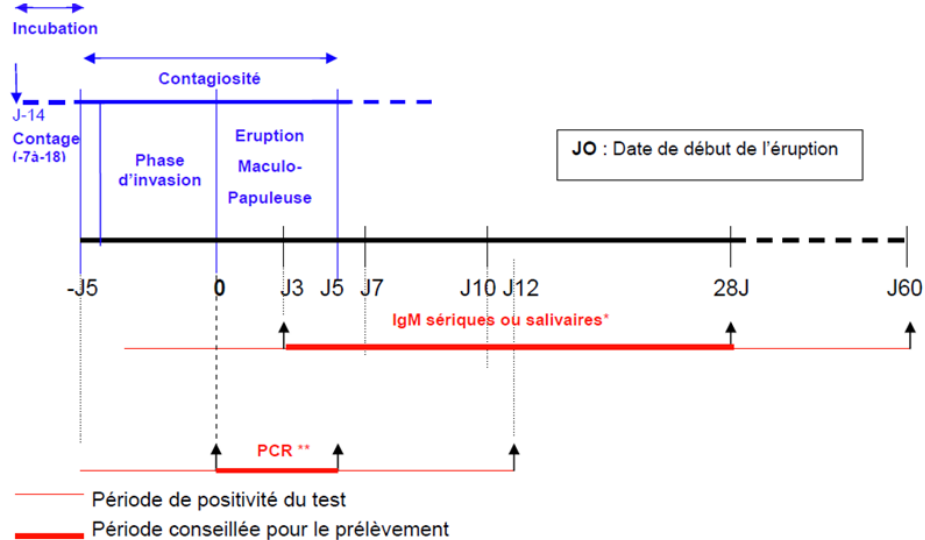 Incubation
Contagiosité
J-14
Contage
(-7à-18)
Phase
d'invasion
Eruption
Maculo-
Papuleuse
JO : Date de début de l'éruption
-J5 0 J3 J5 J7 J10 J12 28J J60
IgM sériques ou salivaires*
PCR **
Période de positivité du test
Période conseillée pour le prélèvement